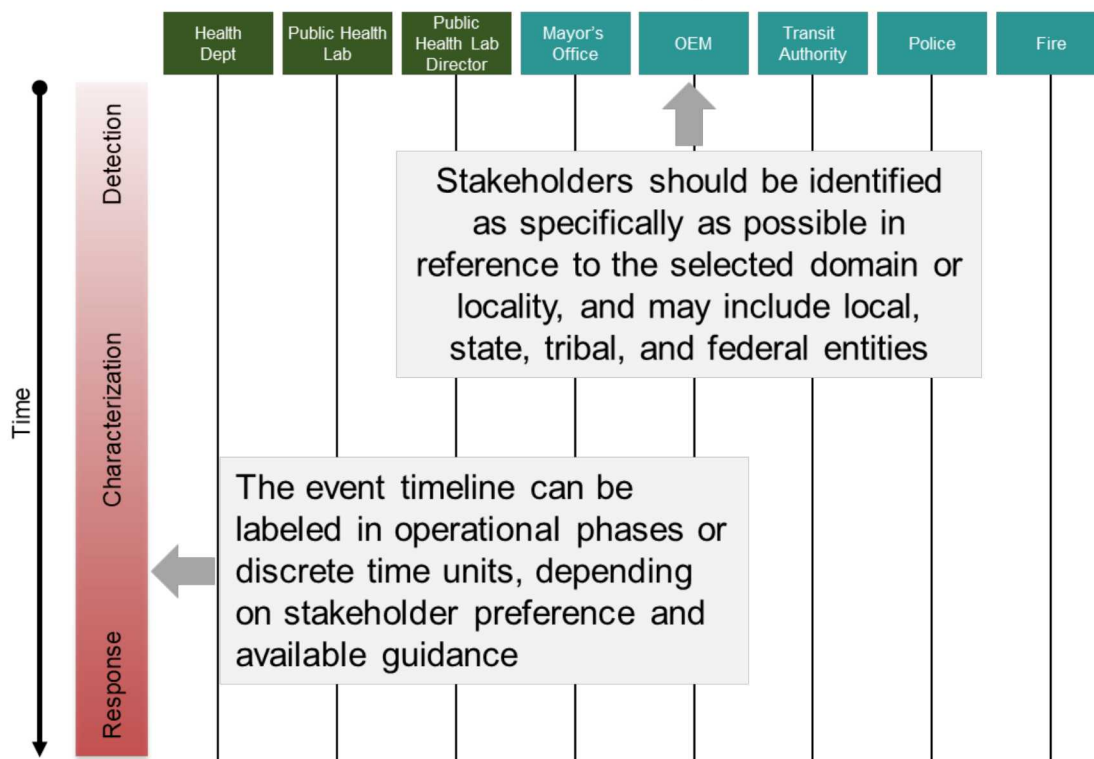 Health
Dept
Public Health
Lab
Public
Health Lab
Director
Mayor's
Office
OEM
Transit
Authority
Police
Fire
Time
Detection
Characterization
Response
Stakeholders should be identified
as specifically as possible in
reference to the selected domain or
locality, and may include local,
state, tribal, and federal entities
The event timeline can be
labeled in operational phases or
discrete time units, depending
on stakeholder preference and
available guidance